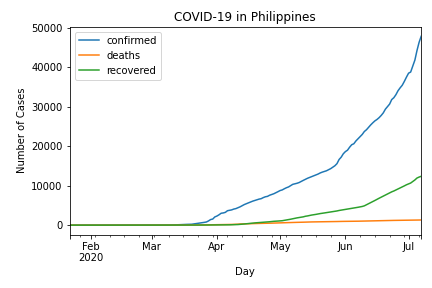 COVID-19 in Philippines
50000
40000
30000
20000
10000
0
Number of Cases
confirmed
deaths
recovered
Feb
2020
Mar
Apr
May
Jun
Jul
Day